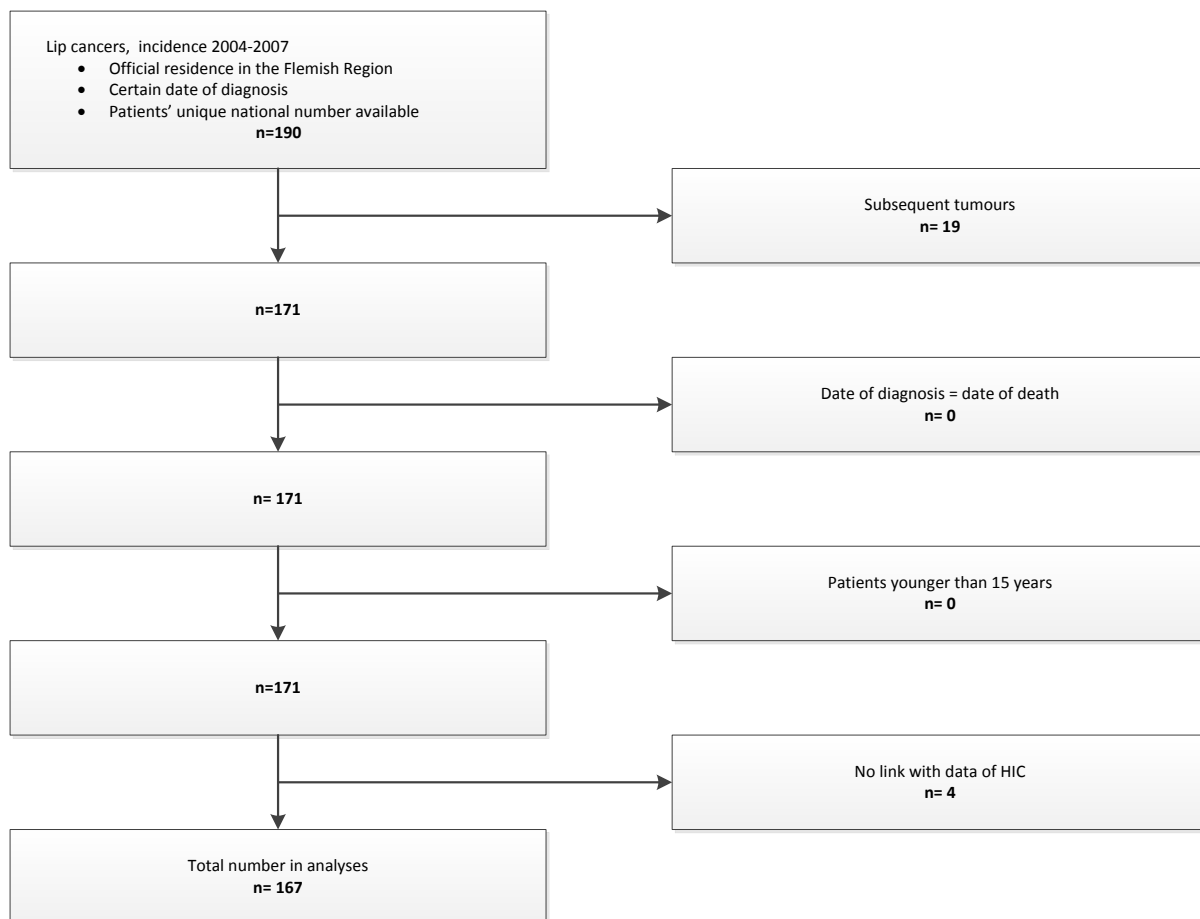 Lip cancers, incidence 2004-2007
• Official residence in the Flemish Region
• Certain date of diagnosis
• Patients' unique national number available
n=190
Subsequent tumours
n= 19
n=171
Date of diagnosis = date of death
n= 0
n= 171
Patients younger than 15 years
n= 0
n=171
No link with data of HIC
n= 4
Total number in analyses
n= 167